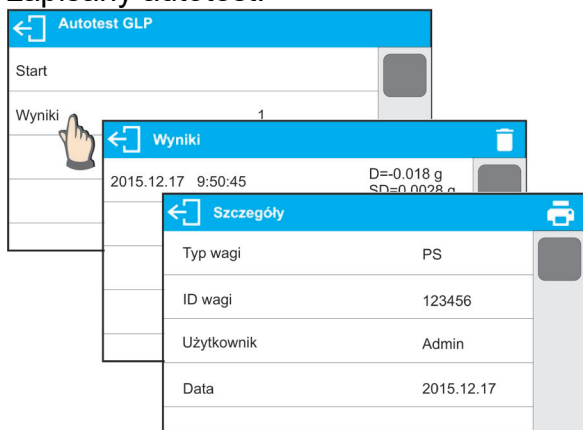 zapisany autotest.
Autotest GLP
Start
Wyniki 1
Wyniki
2015.12.17 9:50:45 D=-0.018 g
SD=0.0028 g
Szczegóły
Typ wagi PS
ID wagi 123456
Użytkownik Admin
Data 2015.12.17